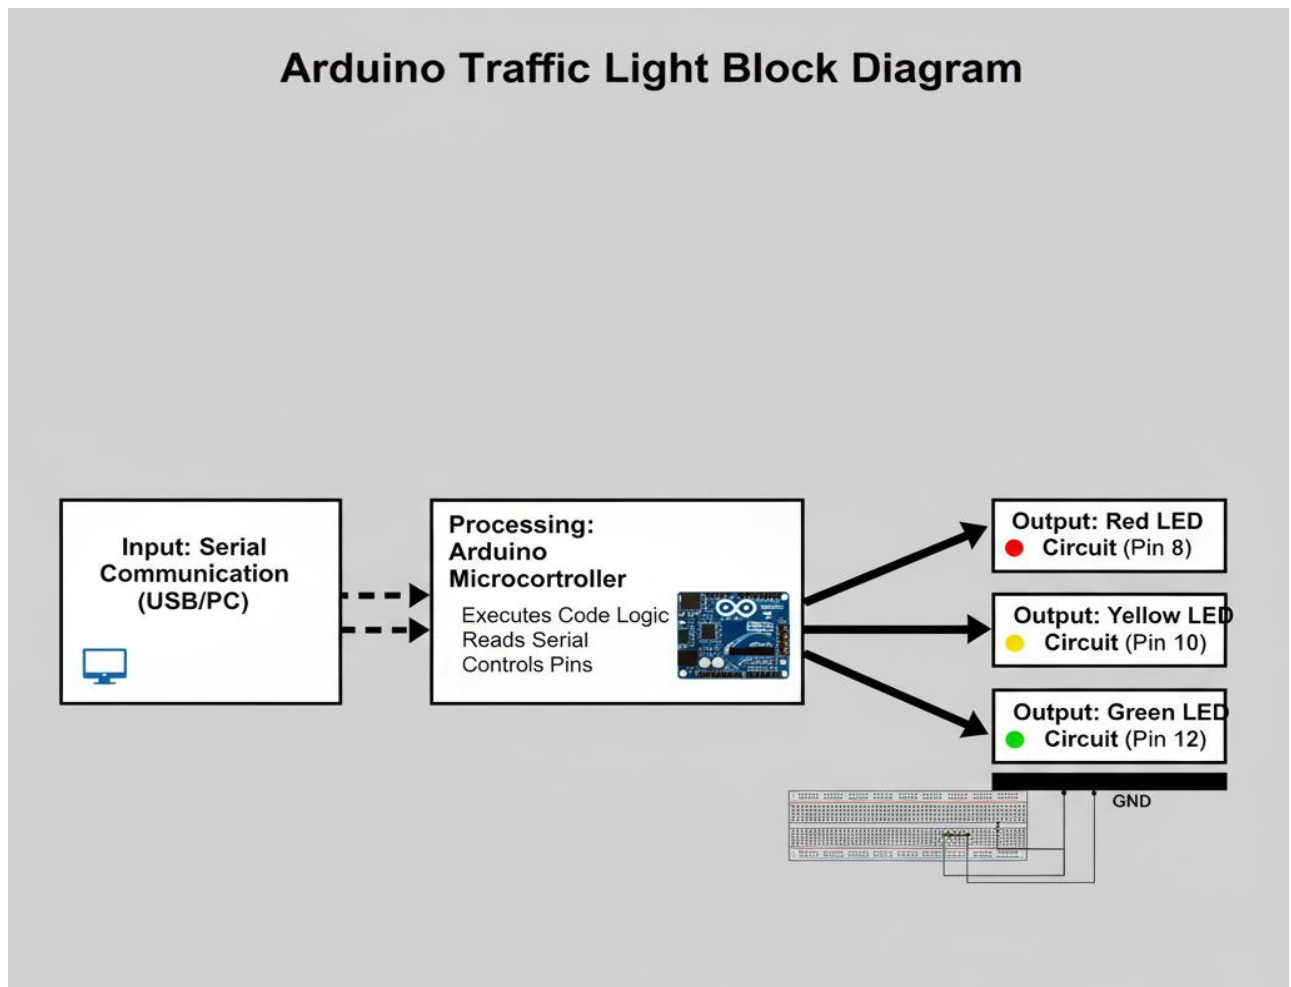 Arduino Traffic Light Block Diagram
Input: Serial
Communication
(USB/PC)
Processing:
Arduino
Microcortroller
Executes Code Logic
Reads Serial
Controls Pins
Output: Red LED
Circuit (Pin 8)
Output: Yellow LED
Circuit (Pin 10)
Output: Green LED
Circuit (Pin 12)
GND